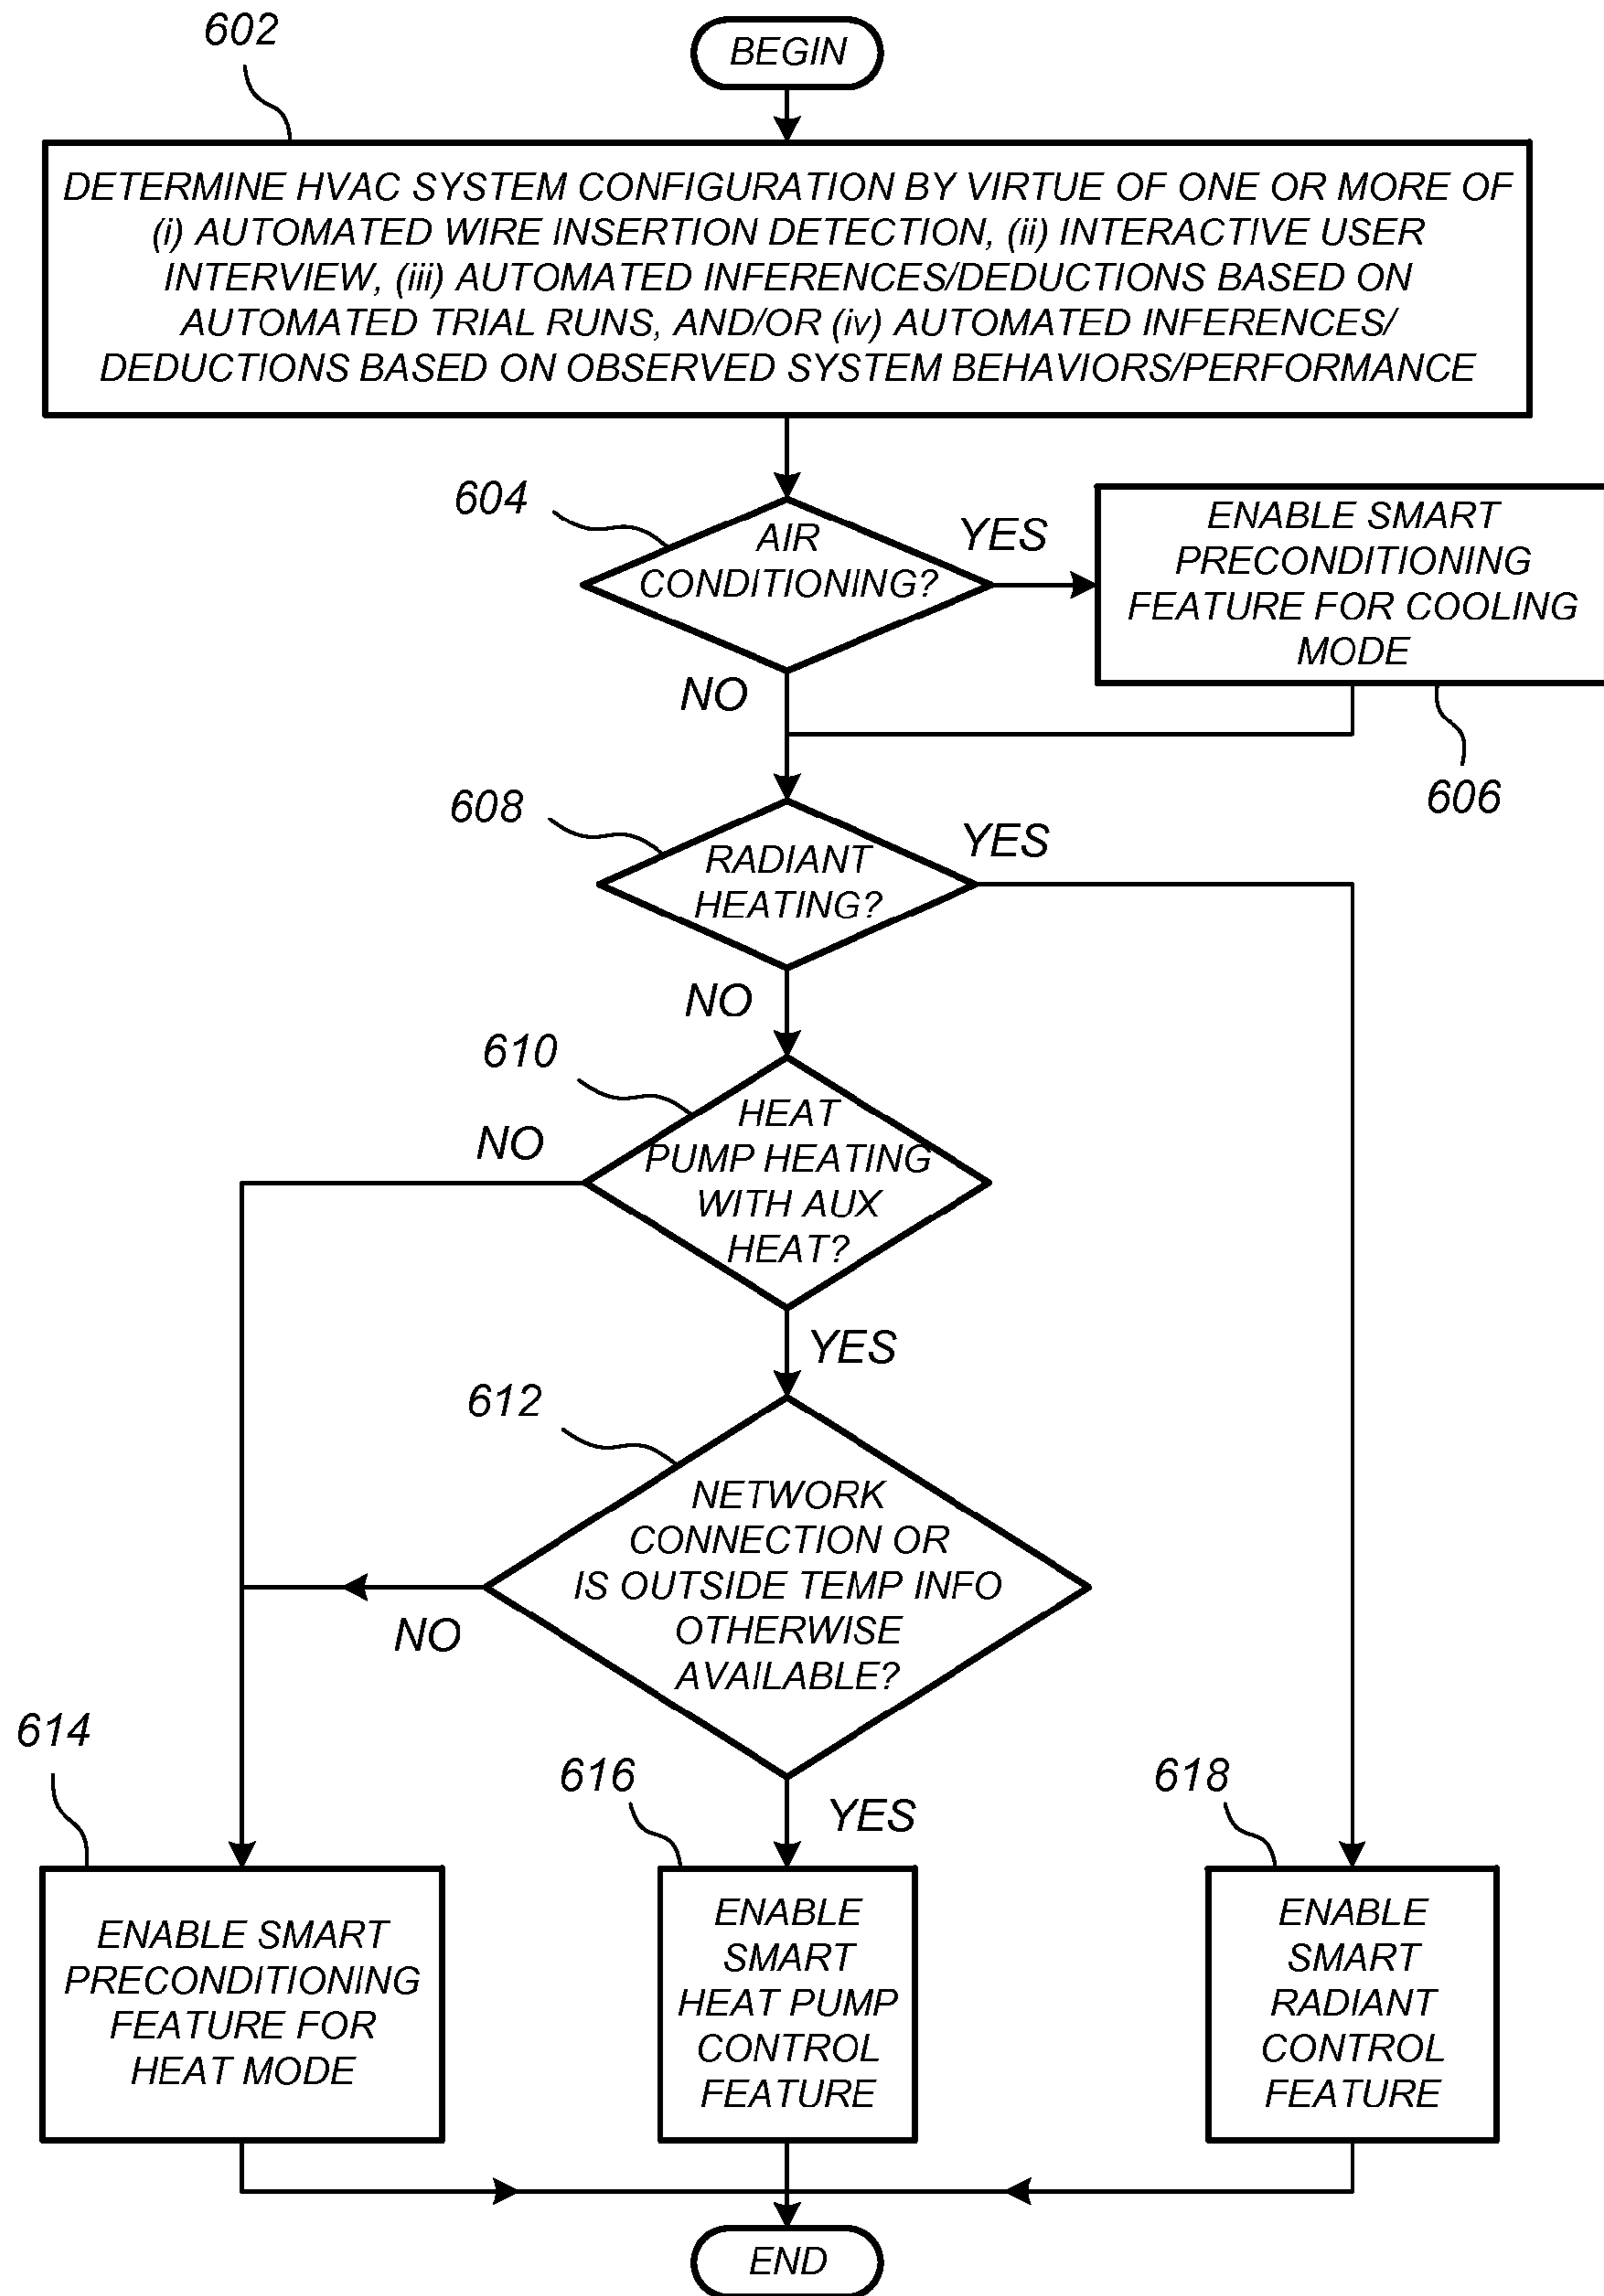 602
BEGIN
DETERMINE HVAC SYSTEM CONFIGURATION BY VIRTUE OF ONE OR MORE OF
(i) AUTOMATED WIRE INSERTION DETECTION, (ii) INTERACTIVE USER
INTERVIEW, (iii) AUTOMATED INFERENCES/DEDUCTIONS BASED ON
AUTOMATED TRIAL RUNS, AND/OR (iv) AUTOMATED INFERENCES/
DEDUCTIONS BASED ON OBSERVED SYSTEM BEHAVIORS/PERFORMANCE
604
AIR
CONDITIONING?
YES
ENABLE SMART
PRECONDITIONING
FEATURE FOR COOLING
MODE
NO
606
608
RADIANT
HEATING?
YES
NO
610
HEAT
PUMP HEATING
WITH AUX
HEAT?
NO
YES
612
NETWORK
CONNECTION OR
IS OUTSIDE TEMP INFO
OTHERWISE
AVAILABLE?
NO
YES
614
ENABLE SMART
PRECONDITIONING
FEATURE FOR
HEAT MODE
616
ENABLE
SMART
HEAT PUMP
CONTROL
FEATURE
618
ENABLE
SMART
RADIANT
CONTROL
FEATURE
END